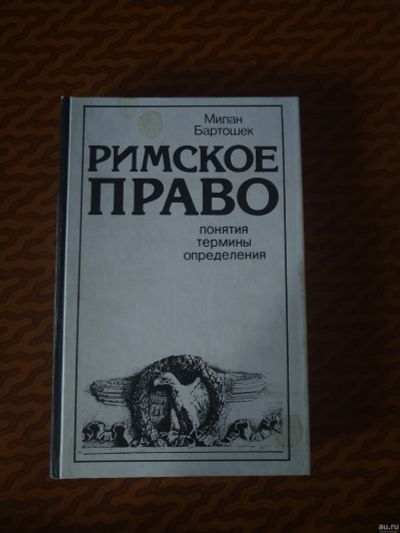 Милан
Бартошек
РИМСКОЕ
ПРАВО
понятия
термины
определения
au.ru